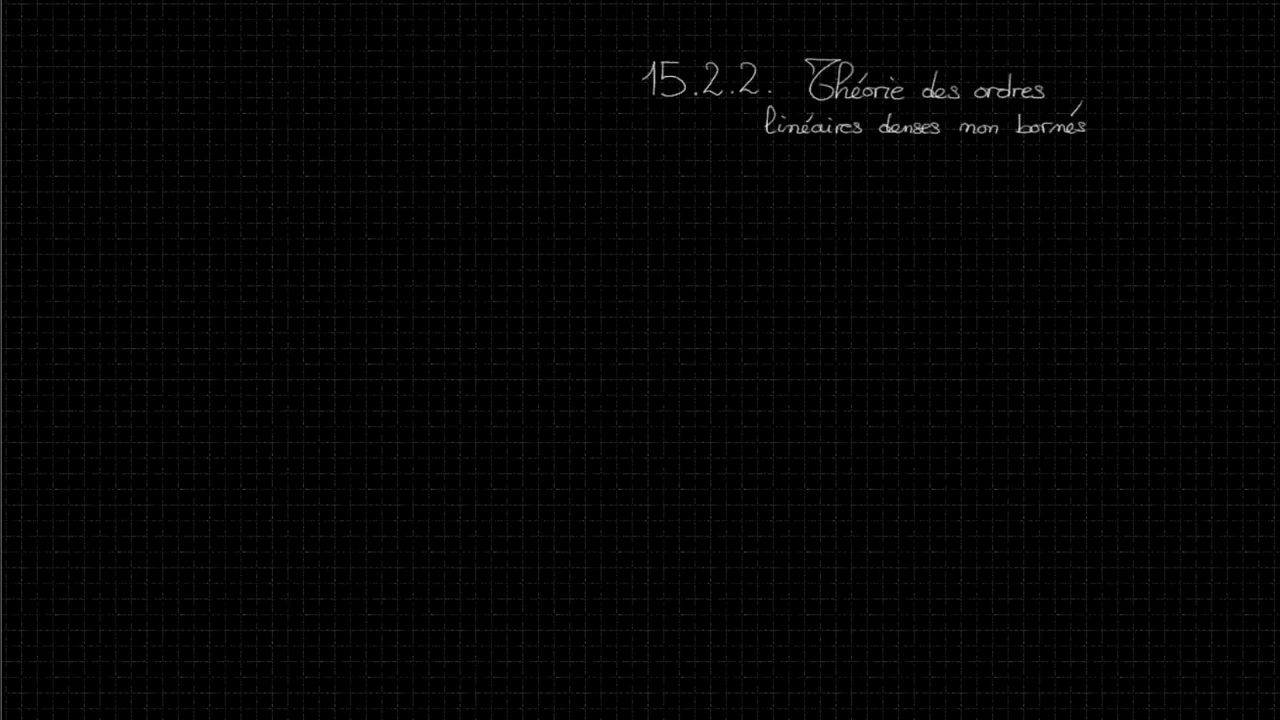 15.2.2. Théorie des ordres
linéaires denses non bornés